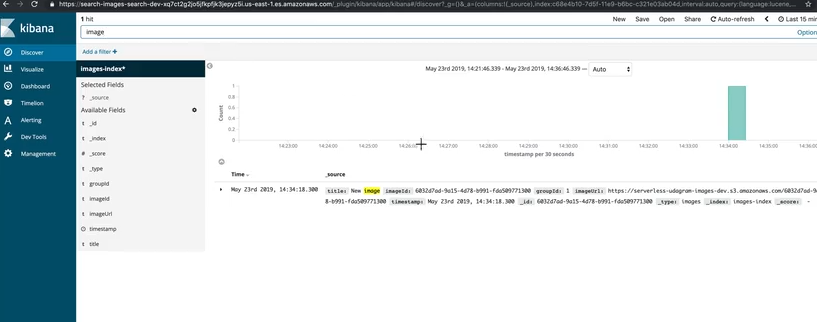 https://search-images-search-dev-xq7ct2g2jo5jfkpfjk3jepyz5i.us-east-1.es.amazonaws.com/_plugin/kibana/app/kibana#/discover?_g=()&_a=(columns:!(_source),index:c68e4b10-7d5f-11e9-b6bc-c321e03ab04d,interval:auto,query:(language:lucene,...
kibana
1 hit
New Save Open Share Auto-refresh Last 15 min
image
Option
Discover
Visualize
Dashboard
Timelion
Alerting
Dev Tools
Management
Add a filter +
images-index*
Selected Fields
? _source
Available Fields
t _id
t _index
# _score
t _type
t groupId
t imageId
t imageUrl
timestamp
t title
May 23rd 2019, 14:21:46.339 - May 23rd 2019, 14:36:46.339 — Auto
Count
1
0.8
0.6
0.4
0.2
0
14:23:00 14:24:00 14:25:00 14:26:00 14:27:00 14:28:00 14:29:00 14:30:00 14:31:00 14:32:00 14:33:00 14:34:00 14:35:00 14:36:00
timestamp per 30 seconds
Time _source
May 23rd 2019, 14:34:18.300 title: New image imageId: 6032d7ad-9a15-4d78-b991-fda509771300 groupId: 1 imageUrl: https://serverless-udagram-images-dev.s3.amazonaws.com/6032d7ad-9a
8-b991-fda509771300 timestamp: May 23rd 2019, 14:34:18.300 _id: 6032d7ad-9a15-4d78-b991-fda509771300 _type: images _index: images-index _score: -